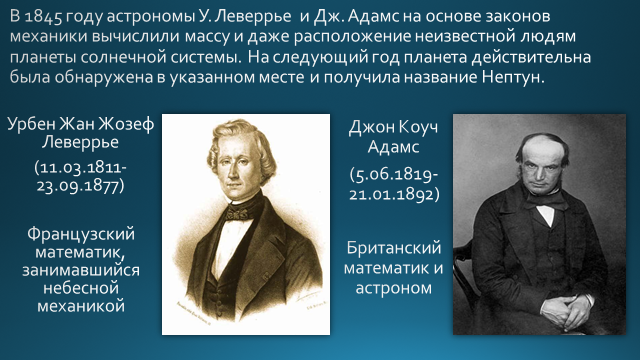 В 1845 году астрономы У. Леверрье и Дж. Адамс на основе законов
механики вычислили массу и даже расположение неизвестной людям
планеты солнечной системы. На следующий год планета действительно
была обнаружена в указанном месте и получила название Нептун.
Урбен Жан Жозеф
Леверрье
(11.03.1811-
23.09.1877)
Французский
математик,
занимавшийся
небесной
механикой
Джон Коуч
Адамс
(5.06.1819-
21.01.1892)
Британский
математик и
астроном